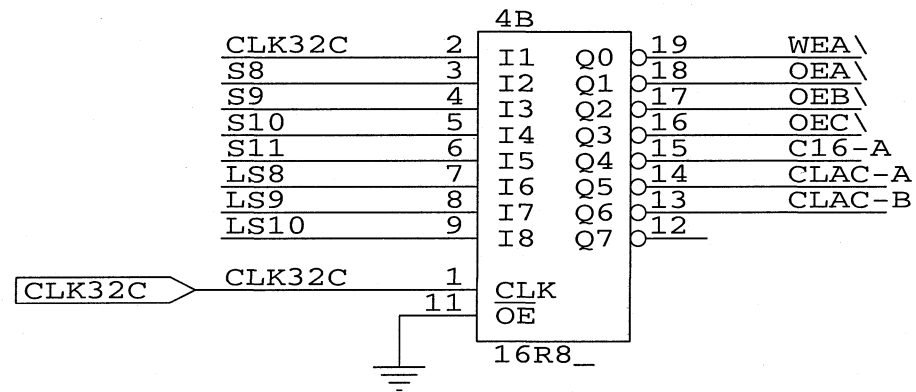 4B
CLK32C 2 I1 Q0 19 WEA\
S8 3 I2 Q1 18 OEA\
S9 4 I3 Q2 17 OEB\
S10 5 I4 Q3 16 OEC\
S11 6 I5 Q4 15 C16-A
LS8 7 I6 Q5 14 CLAC-A
LS9 8 I7 Q6 13 CLAC-B
LS10 9 I8 Q7 12
CLK32C CLK32C 1 CLK
11 OE
16R8_